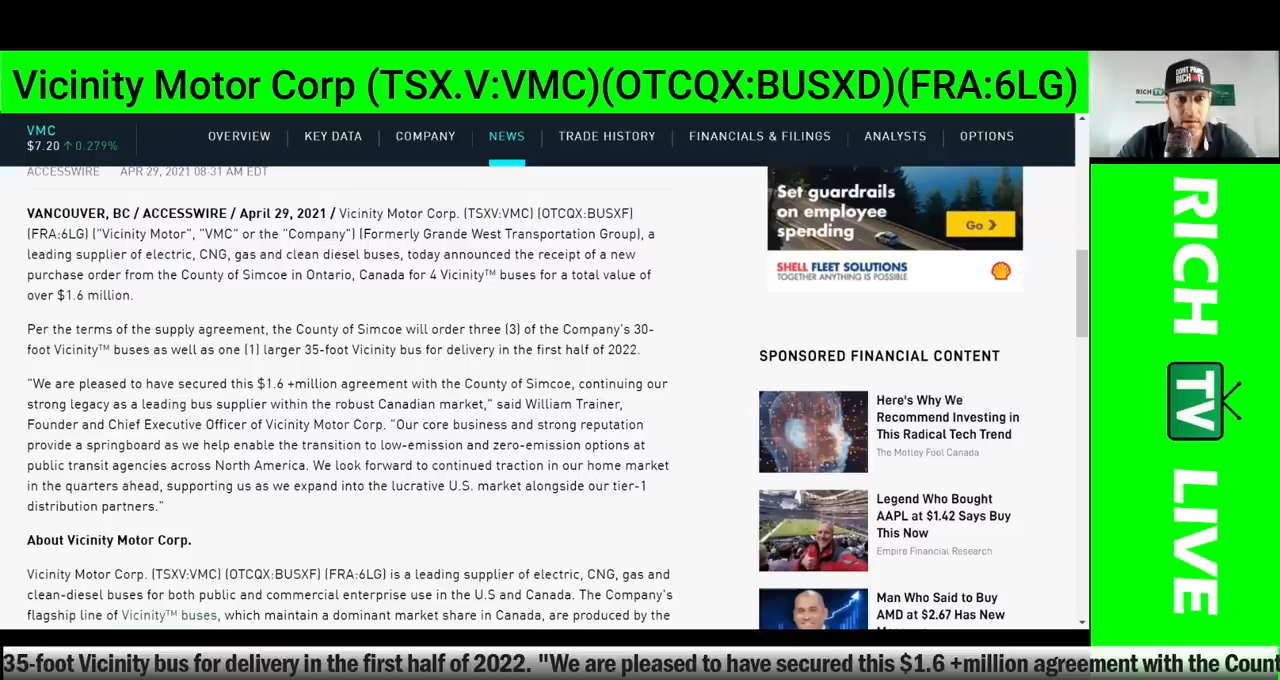 Vicinity Motor Corp (TSX.V:VMC)(OTCQX:BUSXD)(FRA:6LG)
VMC
$7.20 ↑ 0.279%
OVERVIEW
KEY DATA
COMPANY
NEWS
TRADE HISTORY
FINANCIALS & FILINGS
ANALYSTS
OPTIONS
ACCESSWIRE APR 29, 2021 08:31 AM EDT
VANCOUVER, BC / ACCESSWIRE / April 29, 2021 / Vicinity Motor Corp. (TSXV:VMC) (OTCQX:BUSXF)
(FRA:6LG) ("Vicinity Motor", "VMC" or the "Company") (Formerly Grande West Transportation Group), a
leading supplier of electric, CNG, gas and clean diesel buses, today announced the receipt of a new
purchase order from the County of Simcoe in Ontario, Canada for 4 Vicinity™ buses for a total value of
over $1.6 million.
Per the terms of the supply agreement, the County of Simcoe will order three (3) of the Company's 30-
foot Vicinity™ buses as well as one (1) larger 35-foot Vicinity bus for delivery in the first half of 2022.
"We are pleased to have secured this $1.6 +million agreement with the County of Simcoe, continuing our
strong legacy as a leading bus supplier within the robust Canadian market," said William Trainer,
Founder and Chief Executive Officer of Vicinity Motor Corp. "Our core business and strong reputation
provide a springboard as we help enable the transition to low-emission and zero-emission options at
public transit agencies across North America. We look forward to continued traction in our home market
in the quarters ahead, supporting us as we expand into the lucrative U.S. market alongside our tier-1
distribution partners."
About Vicinity Motor Corp.
Vicinity Motor Corp. (TSXV:VMC) (OTCQX:BUSXF) (FRA:6LG) is a leading supplier of electric, CNG, gas and
clean-diesel buses for both public and commercial enterprise use in the U.S and Canada. The Company's
flagship line of Vicinity™ buses, which maintain a dominant market share in Canada, are produced by the
Set guardrails
on employee
spending
Go >
SHELL FLEET SOLUTIONS
TOGETHER ANYTHING IS POSSIBLE
SPONSORED FINANCIAL CONTENT
Here's Why We
Recommend Investing in
This Radical Tech Trend
The Motley Fool Canada
Legend Who Bought
AAPL at $1.42 Says Buy
This Now
Empire Financial Research
Man Who Said to Buy
AMD at $2.67 Has New
DON'T PANIC
RICH TV
RICH
TV
LIVE
35-foot Vicinity bus for delivery in the first half of 2022. "We are pleased to have secured this $1.6 +million agreement with the Count